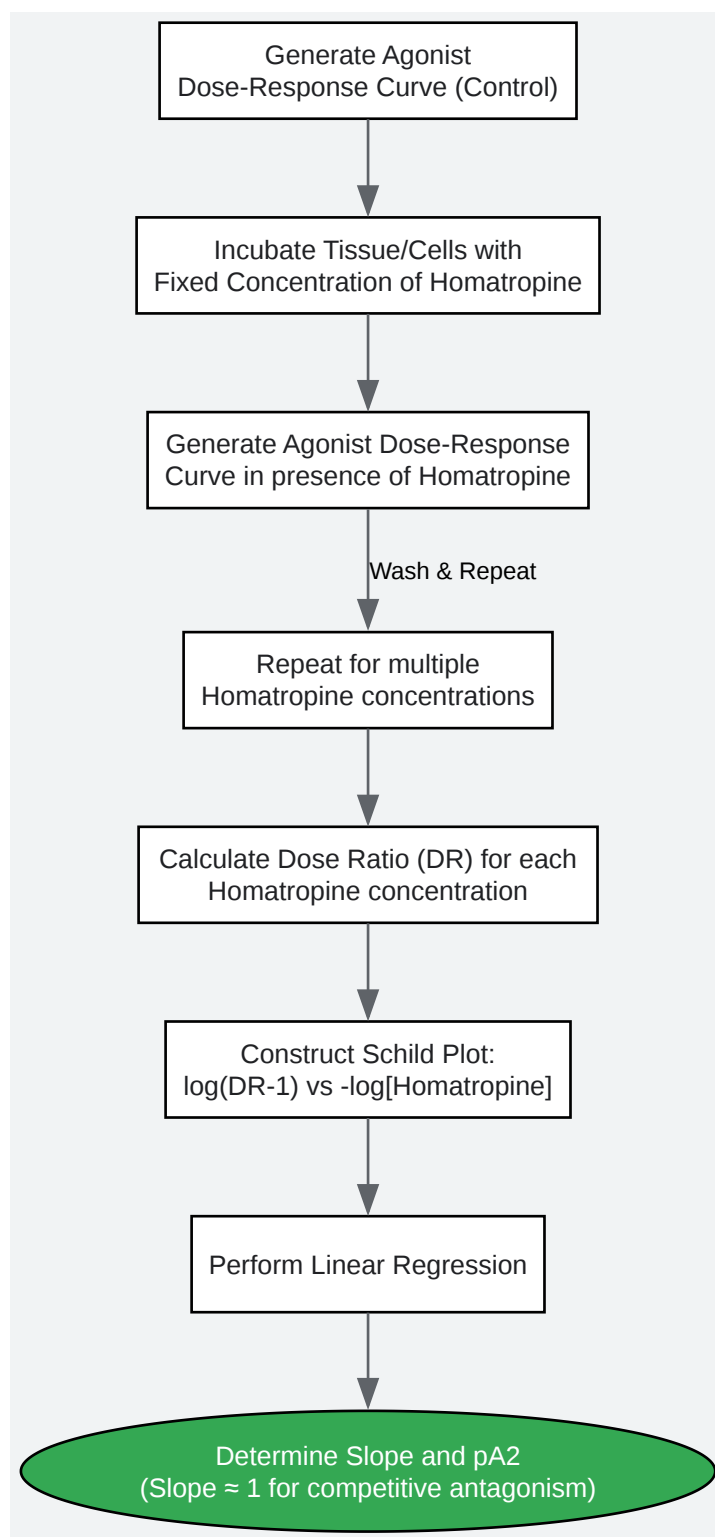 Generate Agonist
Dose-Response Curve (Control)
Incubate Tissue/Cells with
Fixed Concentration of Homatropine
Generate Agonist Dose-Response
Curve in presence of Homatropine
Wash & Repeat
Repeat for multiple
Homatropine concentrations
Calculate Dose Ratio (DR) for each
Homatropine concentration
Construct Schild Plot:
log(DR-1) vs -log[Homatropine]
Perform Linear Regression
Determine Slope and pA2
(Slope ≈ 1 for competitive antagonism)